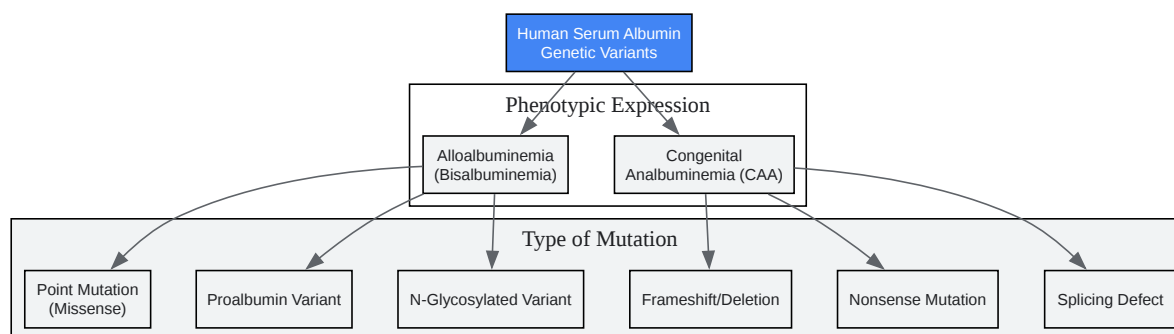 Human Serum Albumin
Genetic Variants
Phenotypic Expression
Alloalbuminemia
(Bisalbuminemia)
Congenital
Analbuminemia (CAA)
Type of Mutation
Point Mutation
(Missense)
Proalbumin Variant
N-Glycosylated Variant
Frameshift/Deletion
Nonsense Mutation
Splicing Defect